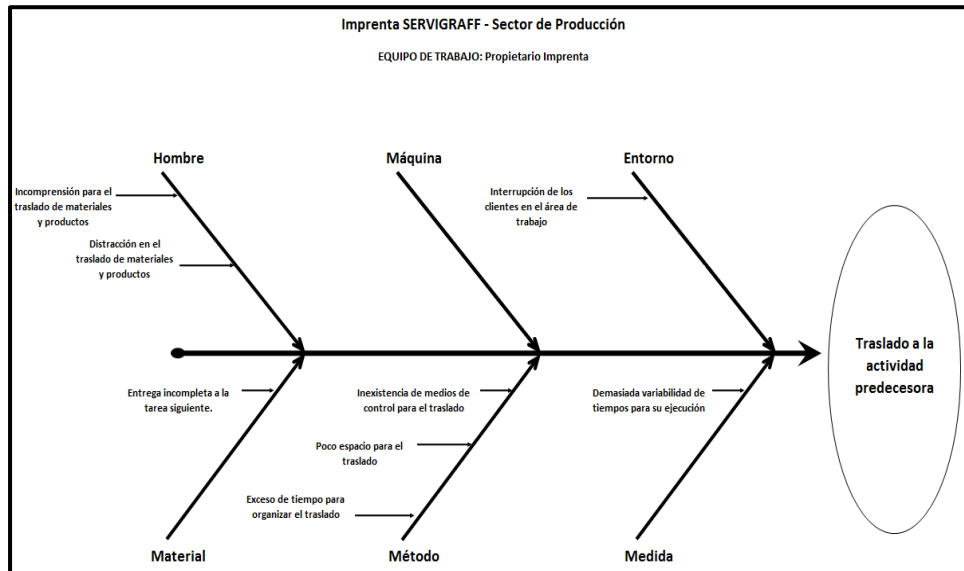 Imprenta SERVIGRAFF - Sector de Producción
EQUIPO DE TRABAJO: Propietario Imprenta
Hombre
Máquina
Entorno
Incomprensión para el
traslado de materiales
y productos
Distracción en el
traslado de materiales
y productos
Interrupción de los
clientes en el área de
trabajo
Traslado a la
actividad
predecesora
Entrega incompleta a la
tarea siguiente.
Inexistencia de medios de
control para el traslado
Poco espacio para el
traslado
Exceso de tiempo para
organizar el traslado
Demasiada variabilidad de
tiempos para su ejecución
Material
Método
Medida